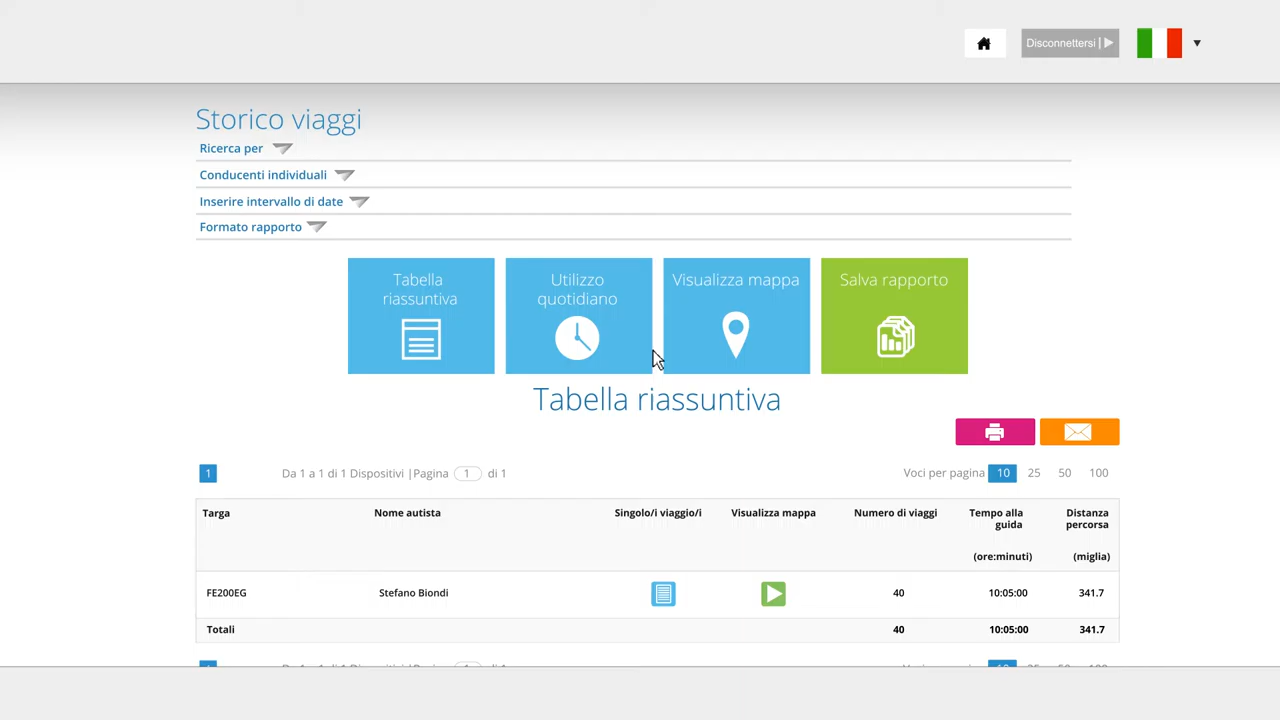 Disconnettersi
Storico viaggi
Ricerca per
Conducenti individuali
Inserire intervallo di date
Formato rapporto
Tabella riassuntiva
Utilizzo quotidiano
Visualizza mappa
Salva rapporto
Tabella riassuntiva
1 Da 1 a 1 di 1 Dispositivi |Pagina 1 di 1 Voci per pagina 10 25 50 100
Targa Nome autista Singolo/i viaggio/i Visualizza mappa Numero di viaggi Tempo alla guida (ore:minuti) Distanza percorsa (miglia)
FE200EG Stefano Biondi 40 10:05:00 341.7
Totali 40 10:05:00 341.7